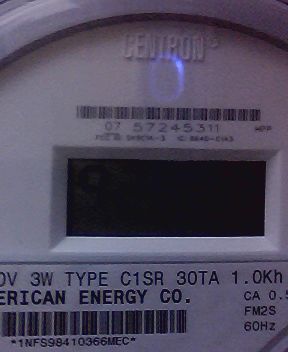 CENTRON®
07 57245311 MPP
0V 3W TYPE C1SR 30TA 1.0Kh
ERICAN ENERGY CO. CA 0.5
FM2S
60Hz
*1NFS98410366MEC*